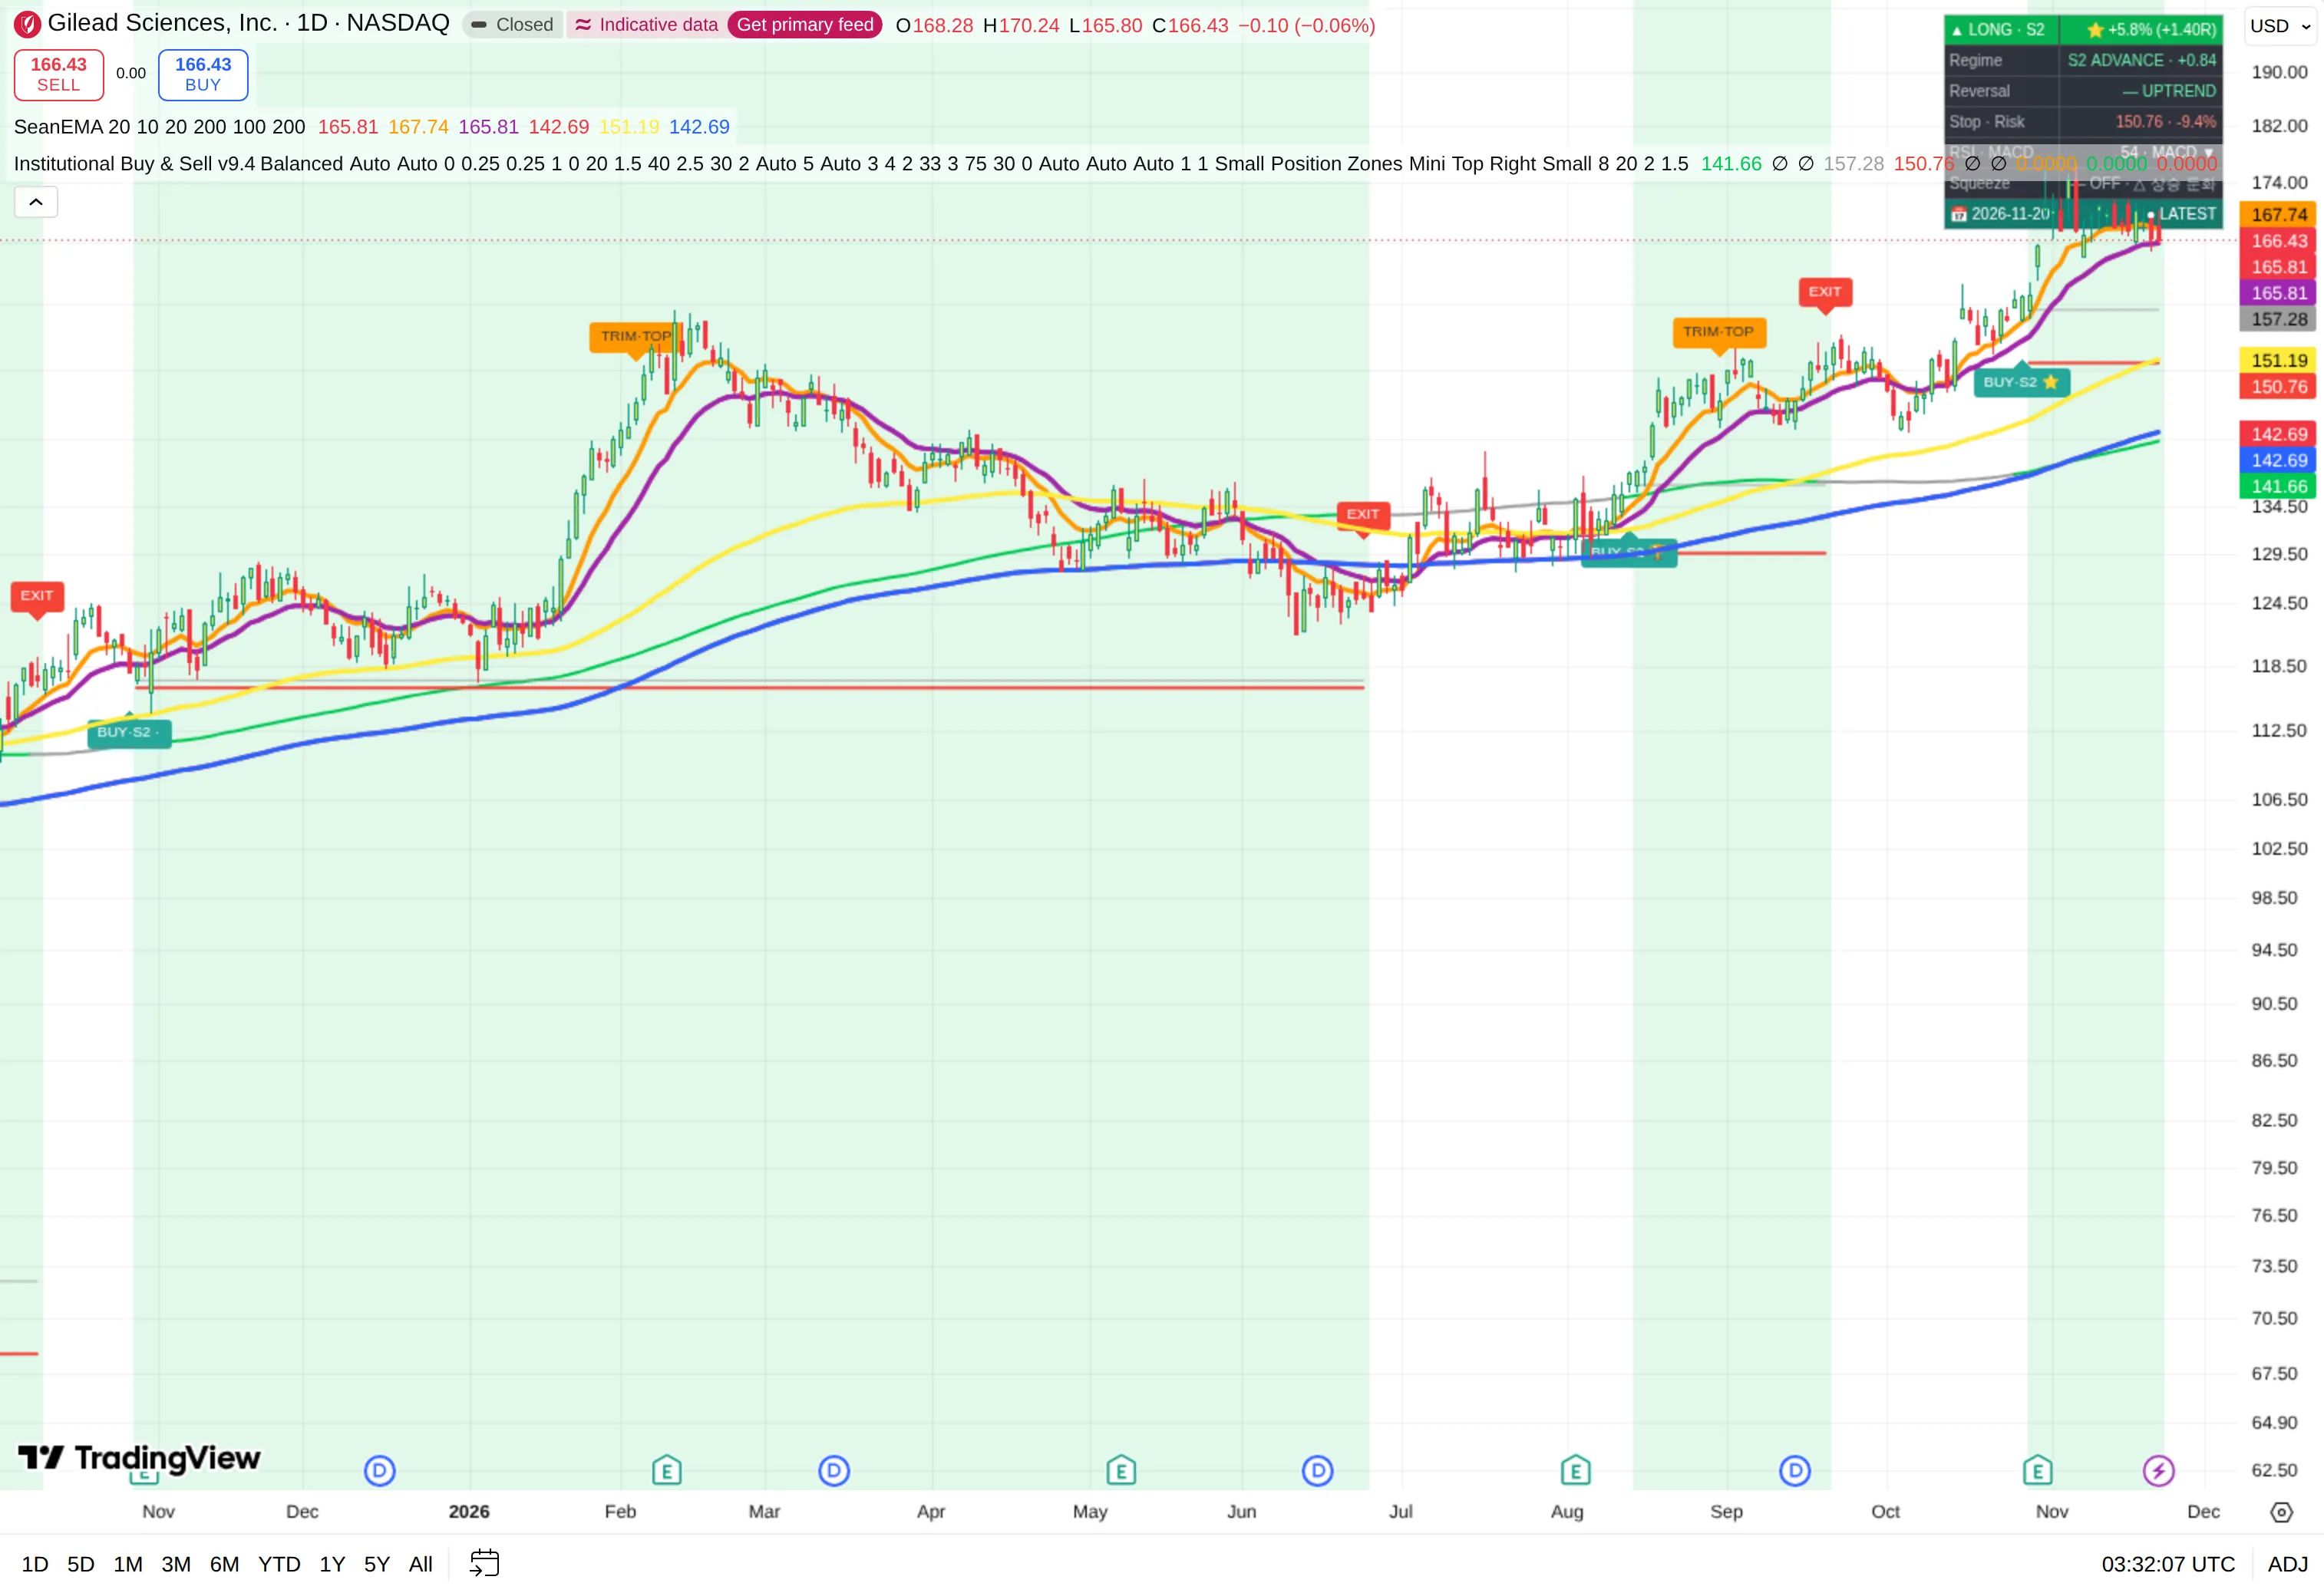 Gilead Sciences, Inc. · 1D · NASDAQ Closed Indicative data Get primary feed O168.28 H170.24 L165.80 C166.43 −0.10 (−0.06%)
166.43 SELL 0.00 166.43 BUY
SeanEMA 20 10 20 200 100 200 165.81 167.74 165.81 142.69 151.19 142.69
Institutional Buy & Sell v9.4 Balanced Auto Auto 0 0.25 0.25 1 0 20 1.5 40 2.5 30 2 Auto 5 Auto 3 4 2 33 3 75 30 0 Auto Auto Auto 1 1 Small Position Zones Mini Top Right Small 8 20 2 1.5 141.66 ∅ ∅ 157.28 150.76 ∅ ∅ 0.0000 0.0000 0.0000
▲ LONG · S2 ⭐ +5.8% (+1.40R)
Regime S2 ADVANCE · +0.84
Reversal — UPTREND
Stop · Risk 150.76 · -9.4%
RSI · MACD 54 · MACD ▼
Squeeze — OFF · △ 상승 둔화
📅 2026-11-20 ● LATEST
USD
190.00
182.00
174.00
167.74
166.43
165.81
165.81
157.28
151.19
150.76
142.69
142.69
141.66
134.50
129.50
124.50
118.50
112.50
106.50
102.50
98.50
94.50
90.50
86.50
82.50
79.50
76.50
73.50
70.50
67.50
64.90
62.50
EXIT
BUY·S2 ·
TRIM·TOP
EXIT
BUY·S2
TRIM·TOP
EXIT
BUY·S2 ⭐
TradingView
E D E D E D E D E
Nov Dec 2026 Feb Mar Apr May Jun Jul Aug Sep Oct Nov Dec
1D 5D 1M 3M 6M YTD 1Y 5Y All 03:32:07 UTC ADJ